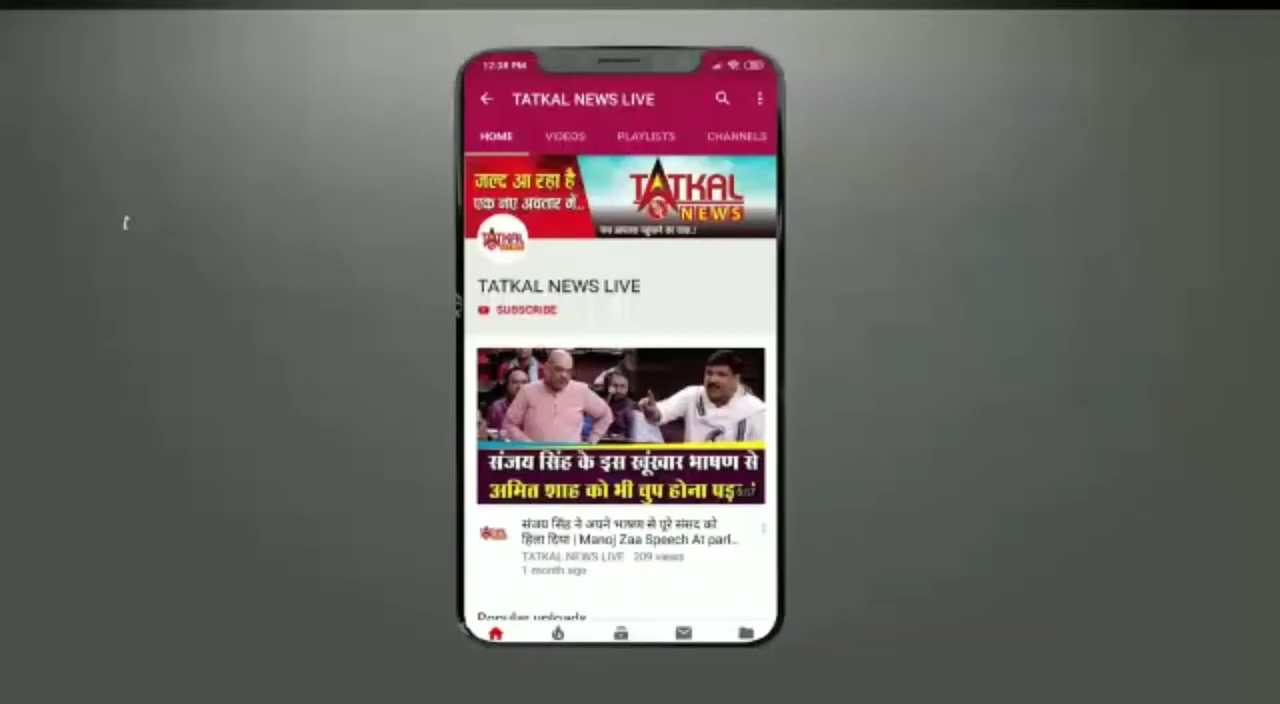 t
12:38 PM
TATKAL NEWS LIVE
HOME VIDEOS PLAYLISTS CHANNELS
जल्द आ रहा है
एक नए अवतार में..
TATKAL
NEWS
TATKAL
TATKAL NEWS LIVE
SUBSCRIBE
संजय सिंह के इस खूंखार भाषण से
अमित शाह को भी चुप होना पड़
संजय सिंह ने अपने भाषण से पूरे संसद को
हिला दिया | Manoj Zaa Speech At parl...
TATKAL NEWS LIVE 209 views
1 month ago
Popular uploads